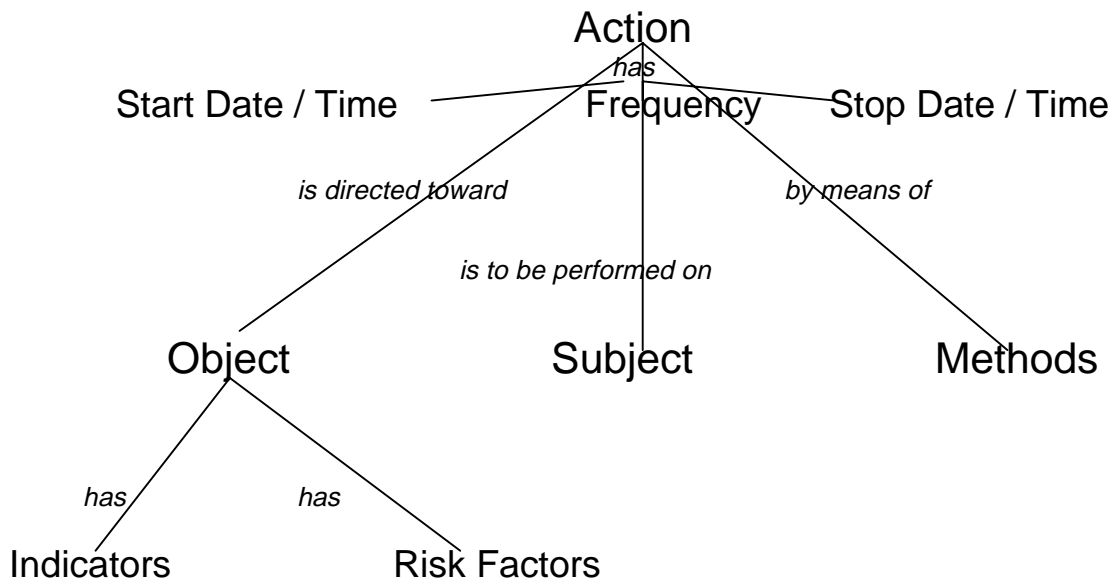 Action
has
Start Date / Time
Frequency
Stop Date / Time
is directed toward
by means of
is to be performed on
Object
Subject
Methods
has
has
Indicators
Risk Factors